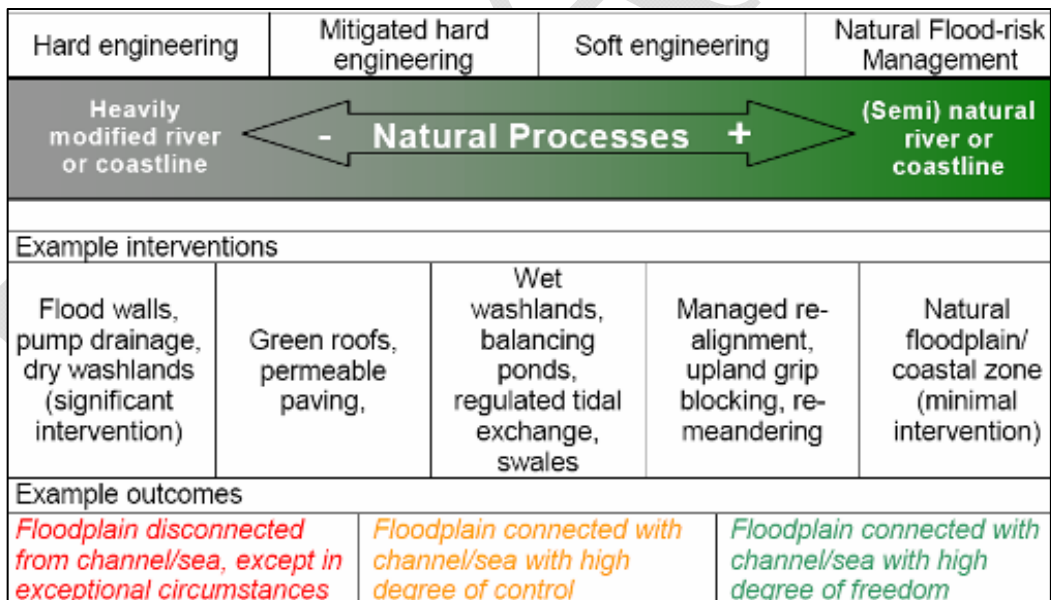 Hard engineering
Mitigated hard
engineering
Soft engineering
Natural Flood-risk
Management
Heavily
modified river
or coastline
- Natural Processes +
(Semi) natural
river or
coastline
Example interventions
Flood walls,
pump drainage,
dry washlands
(significant
intervention)
Green roofs,
permeable
paving,
Wet
washlands,
balancing
ponds,
regulated tidal
exchange,
swales
Managed re-
alignment,
upland grip
blocking, re-
meandering
Natural
floodplain/
coastal zone
(minimal
intervention)
Example outcomes
Floodplain disconnected
from channel/sea, except in
exceptional circumstances
Floodplain connected with
channel/sea with high
degree of control
Floodplain connected with
channel/sea with high
degree of freedom